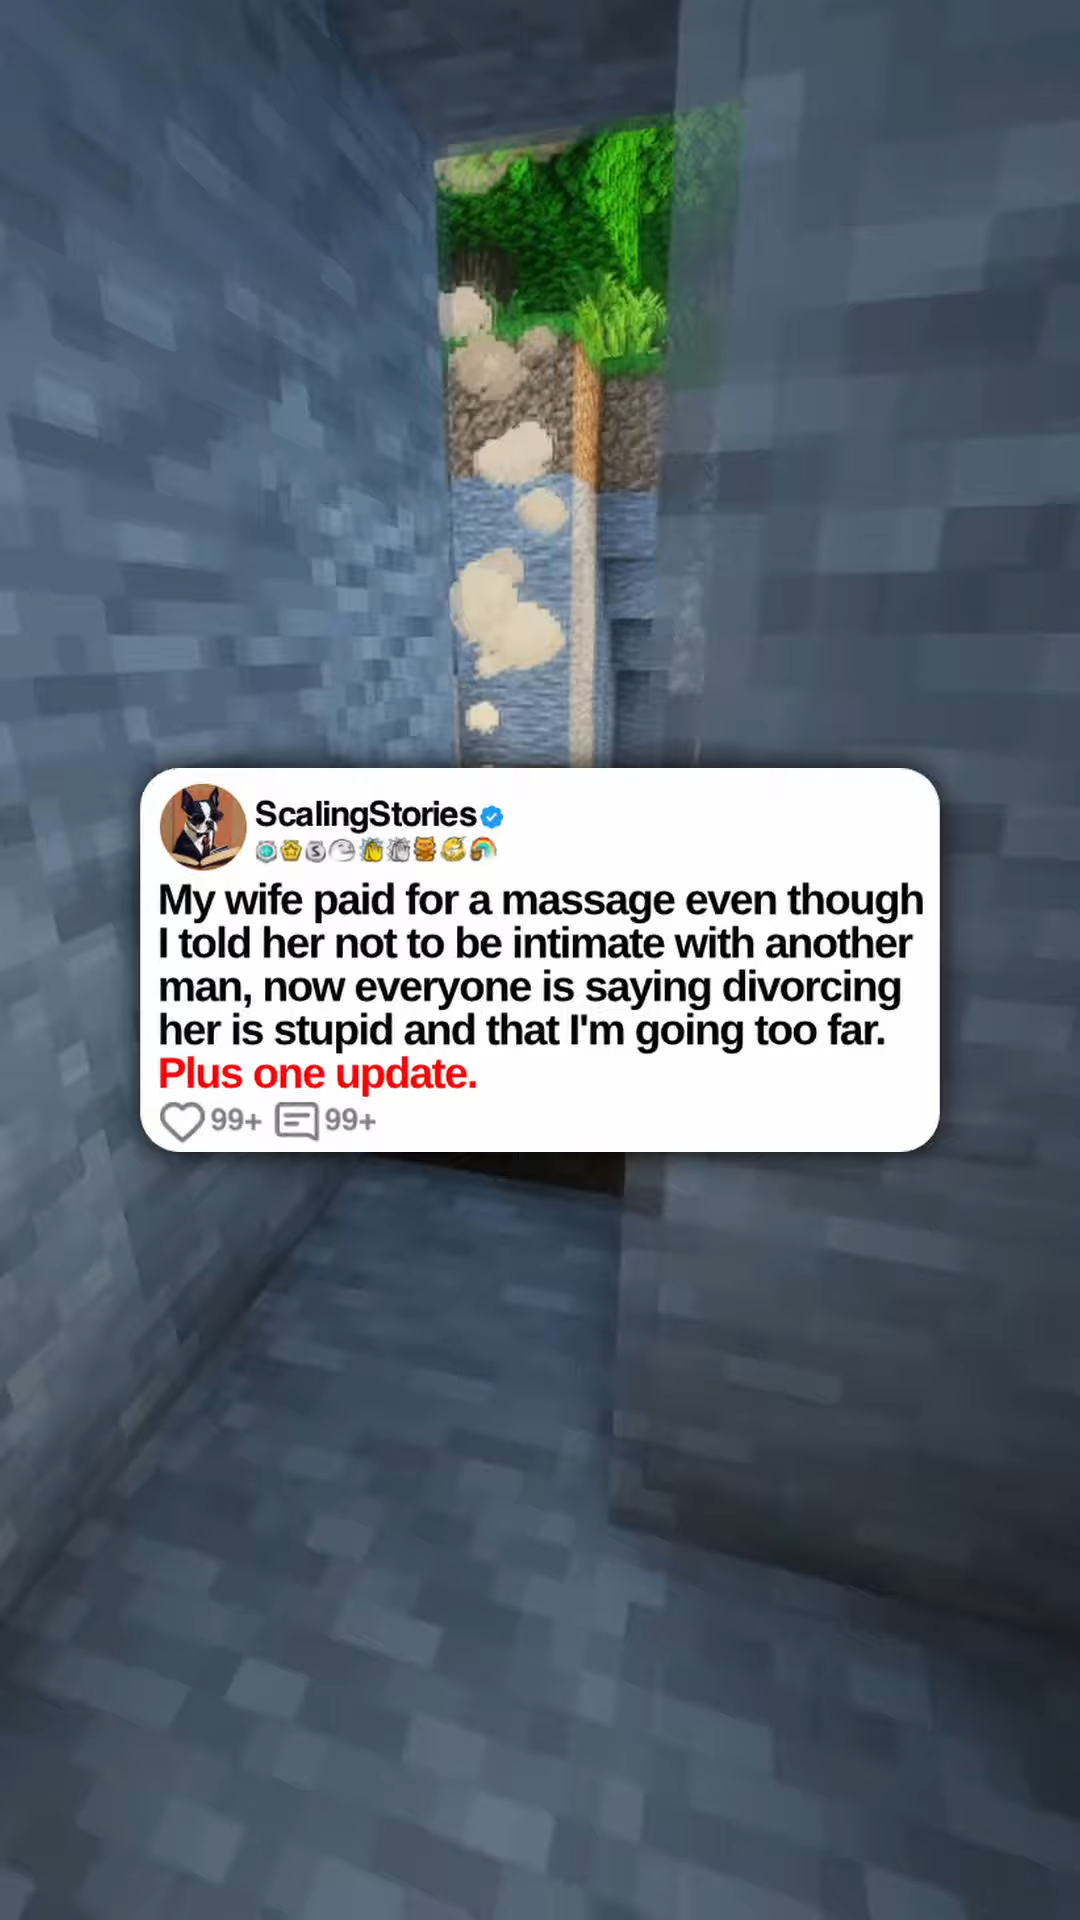 ScalingStories
My wife paid for a massage even though
I told her not to be intimate with another
man, now everyone is saying divorcing
her is stupid and that I'm going too far.
Plus one update.
99+ 99+